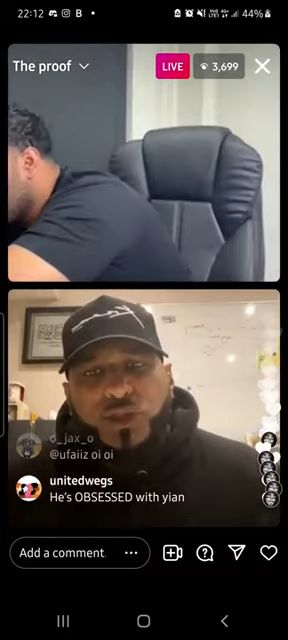 22:12
44%
The proof
LIVE
3,699
o_jax_o
@ufaiiz oi oi
unitedwegs
He's OBSESSED with yian
Add a comment